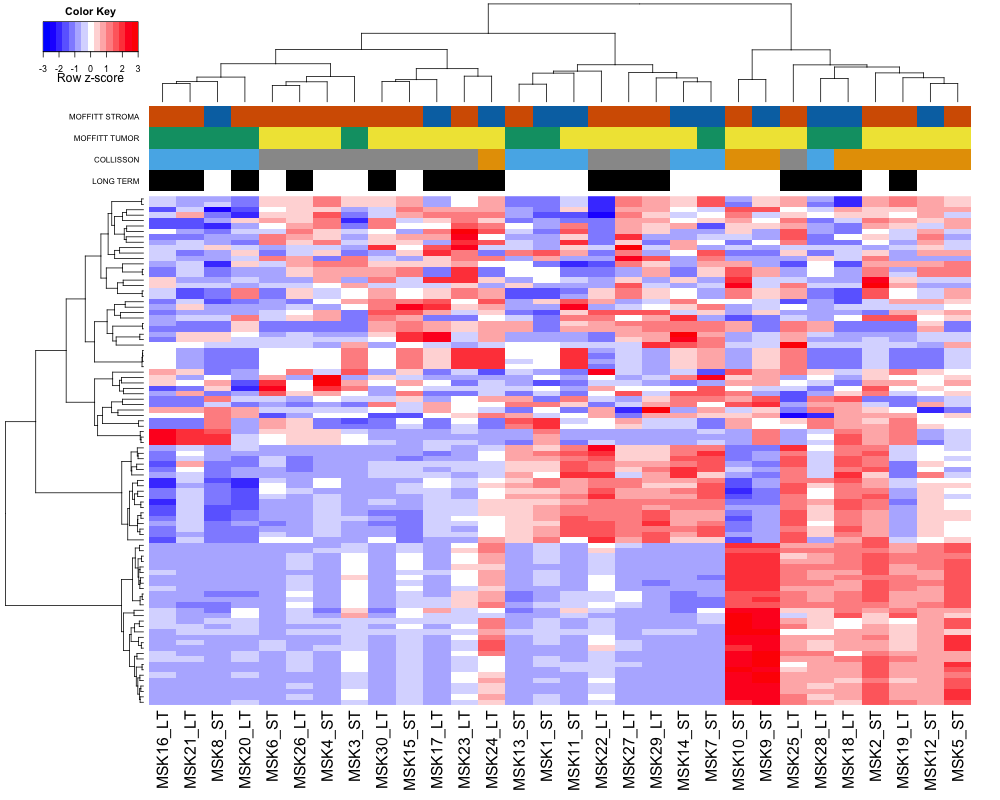 Color Key
-3 -2 -1 0 1 2 3
Row z-score
MOFFITT STROMA
MOFFITT TUMOR
COLLISSON
LONG TERM
MSK16_LT
MSK21_LT
MSK8_ST
MSK20_LT
MSK6_ST
MSK26_LT
MSK4_ST
MSK3_ST
MSK30_LT
MSK15_ST
MSK17_LT
MSK23_LT
MSK24_LT
MSK13_ST
MSK1_ST
MSK11_ST
MSK22_LT
MSK27_LT
MSK29_LT
MSK14_ST
MSK7_ST
MSK10_ST
MSK9_ST
MSK25_LT
MSK28_LT
MSK18_LT
MSK2_ST
MSK19_LT
MSK12_ST
MSK5_ST